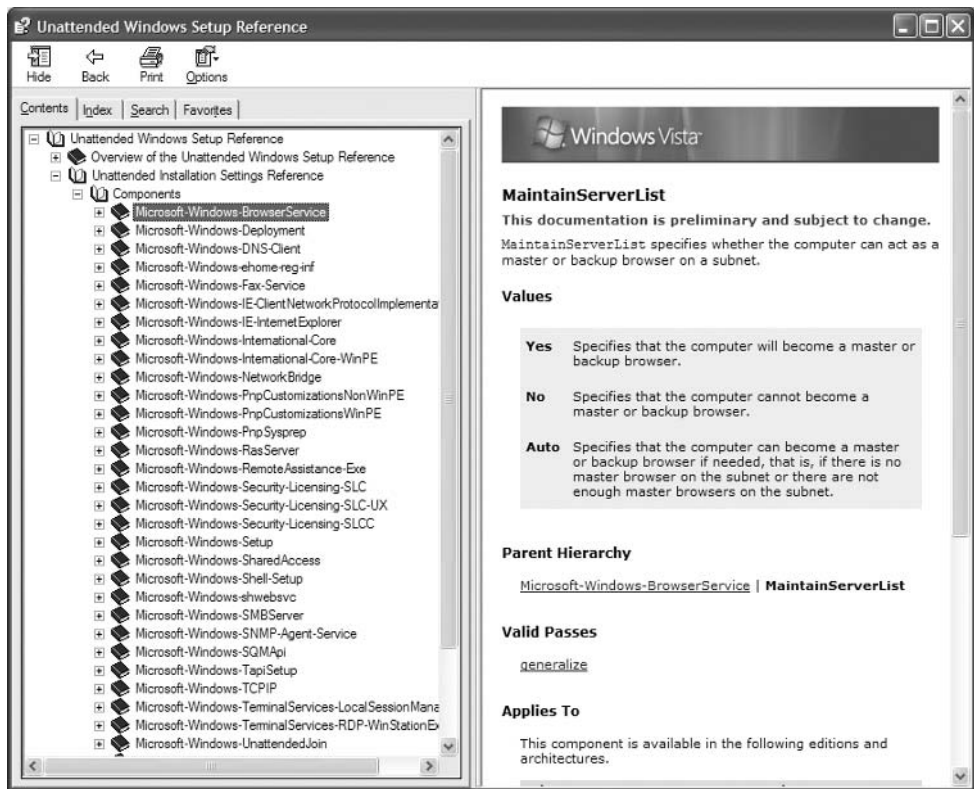 Unattended Windows Setup Reference
Hide Back Print Options
Contents Index Search Favorites
Unattended Windows Setup Reference
Overview of the Unattended Windows Setup Reference
Unattended Installation Settings Reference
Components
Microsoft-Windows-BrowserService
Microsoft-Windows-Deployment
Microsoft-Windows-DNS-Client
Microsoft-Windows-ehome-reg-inf
Microsoft-Windows-Fax-Service
Microsoft-Windows-IE-ClientNetworkProtocolImplementa
Microsoft-Windows-IE-InternetExplorer
Microsoft-Windows-International-Core
Microsoft-Windows-International-Core-WinPE
Microsoft-Windows-NetworkBridge
Microsoft-Windows-PnpCustomizationsNonWinPE
Microsoft-Windows-PnpCustomizationsWinPE
Microsoft-Windows-PnpSysprep
Microsoft-Windows-RasServer
Microsoft-Windows-RemoteAssistance-Exe
Microsoft-Windows-Security-Licensing-SLC
Microsoft-Windows-Security-Licensing-SLC-UX
Microsoft-Windows-Security-Licensing-SLCC
Microsoft-Windows-Setup
Microsoft-Windows-SharedAccess
Microsoft-Windows-Shell-Setup
Microsoft-Windows-shwebsvc
Microsoft-Windows-SMBServer
Microsoft-Windows-SNMP-Agent-Service
Microsoft-Windows-SQMApi
Microsoft-Windows-TapiSetup
Microsoft-Windows-TCPIP
Microsoft-Windows-TerminalServices-LocalSessionMana
Microsoft-Windows-TerminalServices-RDP-WinStationEx
Microsoft-Windows-UnattendedJoin
Windows Vista™
MaintainServerList
This documentation is preliminary and subject to change.
MaintainServerList specifies whether the computer can act as a
master or backup browser on a subnet.
Values
Yes Specifies that the computer will become a master or
backup browser.
No Specifies that the computer cannot become a
master or backup browser.
Auto Specifies that the computer can become a master
or backup browser if needed, that is, if there is no
master browser on the subnet or there are not
enough master browsers on the subnet.
Parent Hierarchy
Microsoft-Windows-BrowserService | MaintainServerList
Valid Passes
generalize
Applies To
This component is available in the following editions and
architectures.